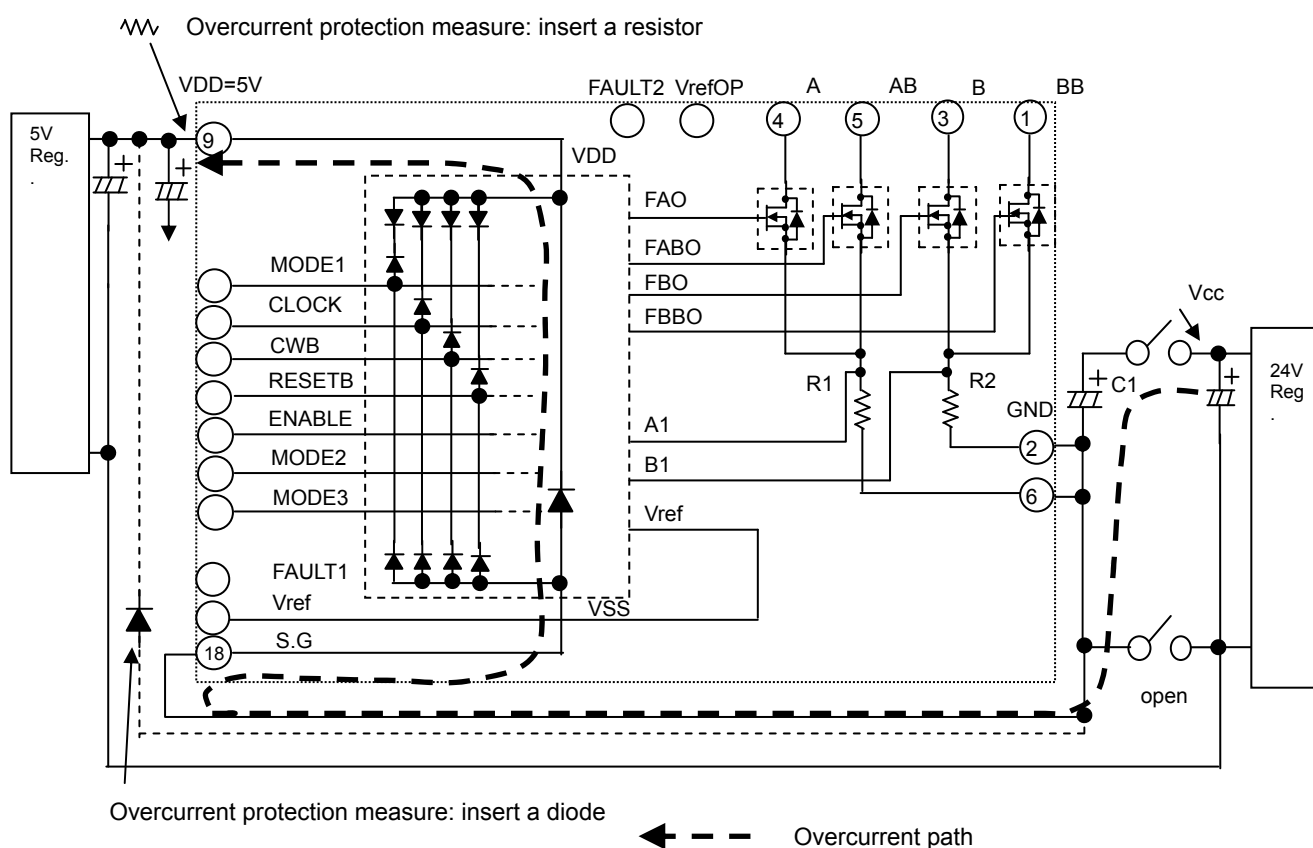 Overcurrent protection measure: insert a resistor
VDD=5V
FAULT2 VrefOP A AB B BB
5V
Reg.
.
9
4
5
3
1
VDD
FAO
FABO
FBO
FBBO
MODE1
CLOCK
CWB
RESETB
ENABLE
MODE2
MODE3
FAULT1
Vref
S.G
18
VSS
A1
B1
Vref
R1
R2
GND
2
6
+
+
+
C1
+
Vcc
24V
Reg
.
open
Overcurrent protection measure: insert a diode
Overcurrent path